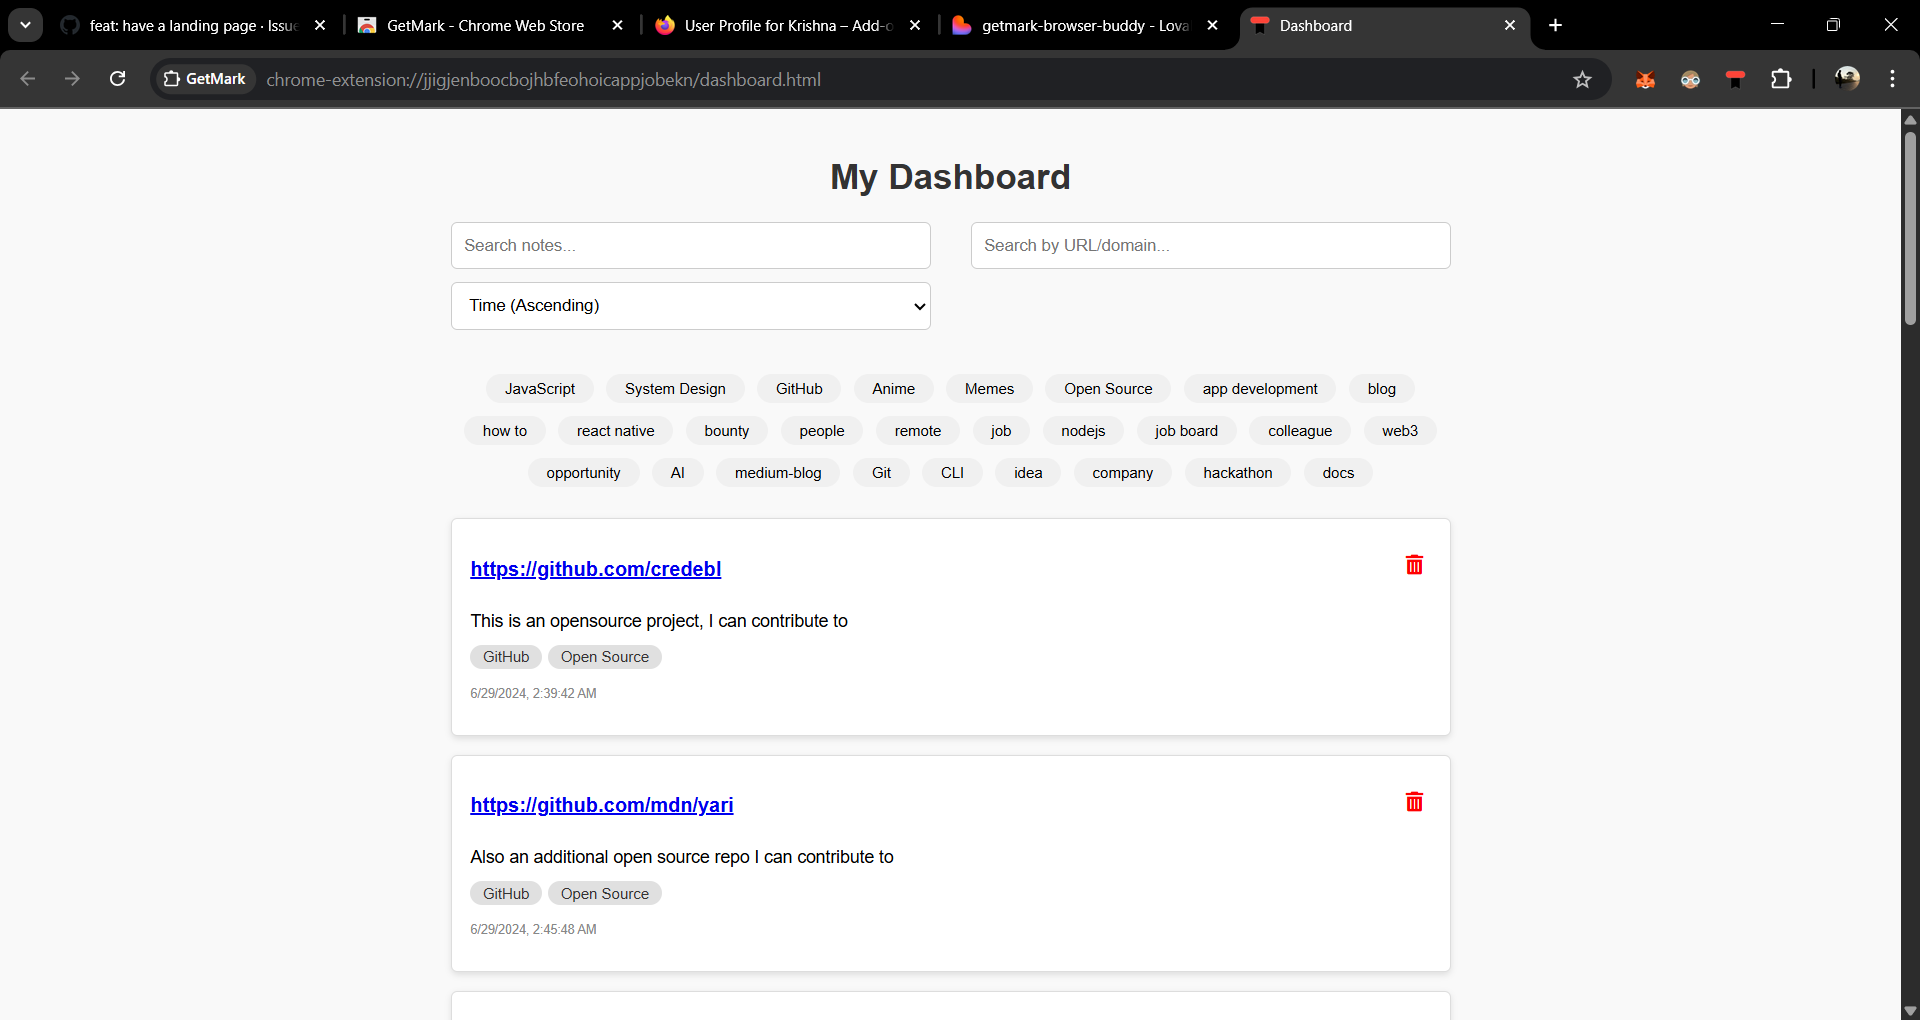 feat: have a landing page · Issue
GetMark - Chrome Web Store
User Profile for Krishna – Add-o
getmark-browser-buddy - Lova
Dashboard
GetMark
chrome-extension://jjigjenboocbojhbfeohoicappjobekn/dashboard.html
My Dashboard
Search notes...
Search by URL/domain...
Time (Ascending)
JavaScript System Design GitHub Anime Memes Open Source app development blog
how to react native bounty people remote job nodejs job board colleague web3
opportunity AI medium-blog Git CLI idea company hackathon docs
https://github.com/credebl
This is an opensource project, I can contribute to
GitHub Open Source
6/29/2024, 2:39:42 AM
https://github.com/mdn/yari
Also an additional open source repo I can contribute to
GitHub Open Source
6/29/2024, 2:45:48 AM